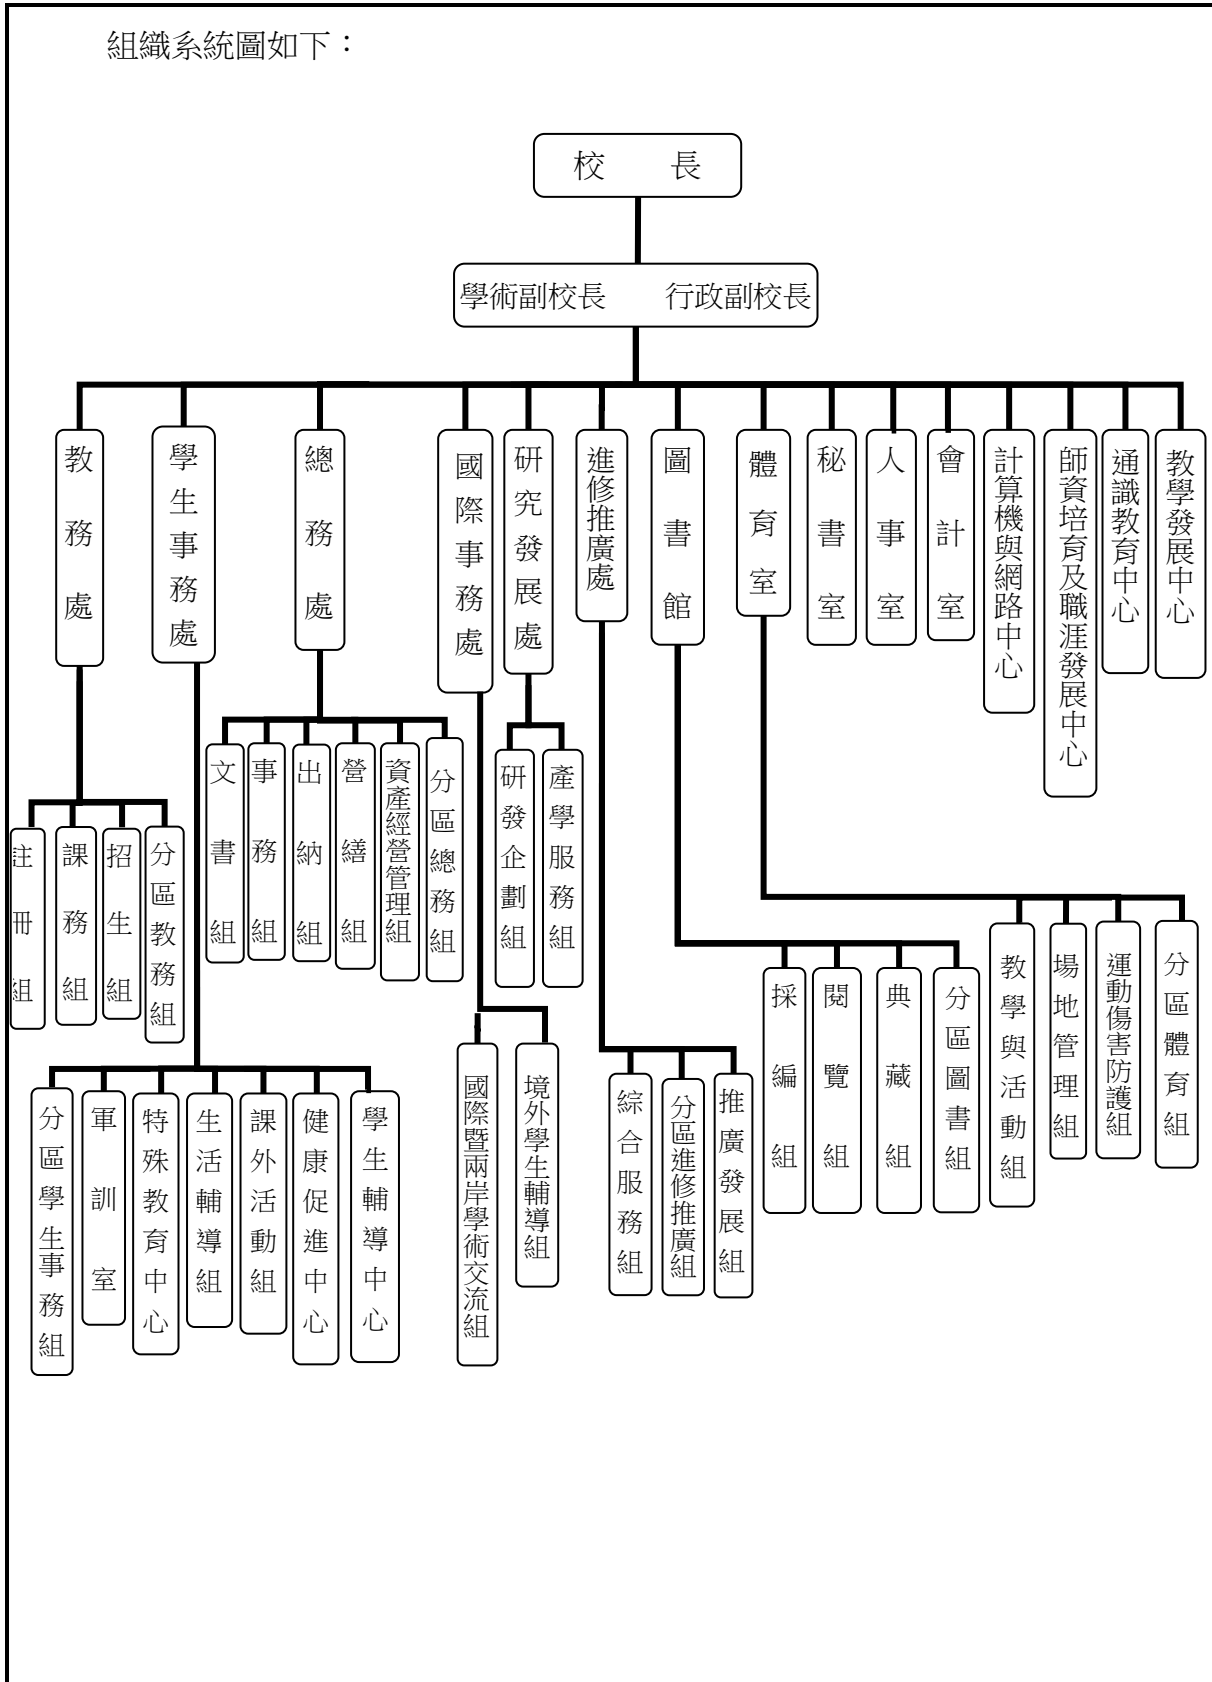 組織系統圖如下：
校長
學術副校長 行政副校長
教務處
學生事務處
總務處
國際事務處
研究發展處
進修推廣處
圖書館
體育室
秘書室
人事室
會計室
計算機與網路中心
師資培育及職涯發展中心
通識教育中心
教學發展中心
註冊組
課務組
招生組
分區教務組
文書組
事務組
出納組
營繕組
資產經營管理組
分區總務組
研發企劃組
產學服務組
採編組
閱覽組
典藏組
分區圖書組
教學與活動組
場地管理組
運動傷害防護組
分區體育組
分區學生事務組
軍訓室
特殊教育中心
生活輔導組
課外活動組
健康促進中心
學生輔導中心
國際暨兩岸學術交流組
境外學生輔導組
綜合服務組
分區進修推廣組
推廣發展組